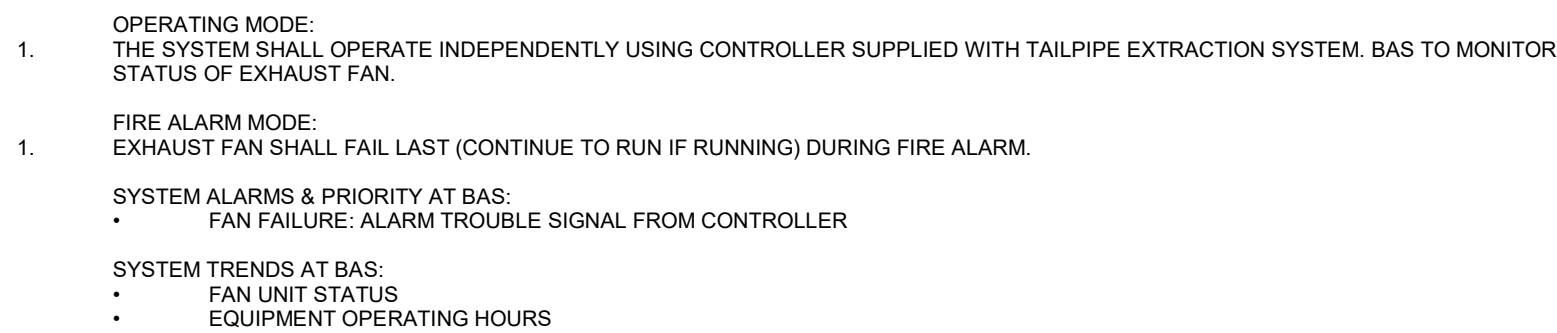 OPERATING MODE:
1. THE SYSTEM SHALL OPERATE INDEPENDENTLY USING CONTROLLER SUPPLIED WITH TAILPIPE EXTRACTION SYSTEM. BAS TO MONITOR
STATUS OF EXHAUST FAN.
FIRE ALARM MODE:
1. EXHAUST FAN SHALL FAIL LAST (CONTINUE TO RUN IF RUNNING) DURING FIRE ALARM.
SYSTEM ALARMS & PRIORITY AT BAS:
• FAN FAILURE: ALARM TROUBLE SIGNAL FROM CONTROLLER
SYSTEM TRENDS AT BAS:
• FAN UNIT STATUS
• EQUIPMENT OPERATING HOURS